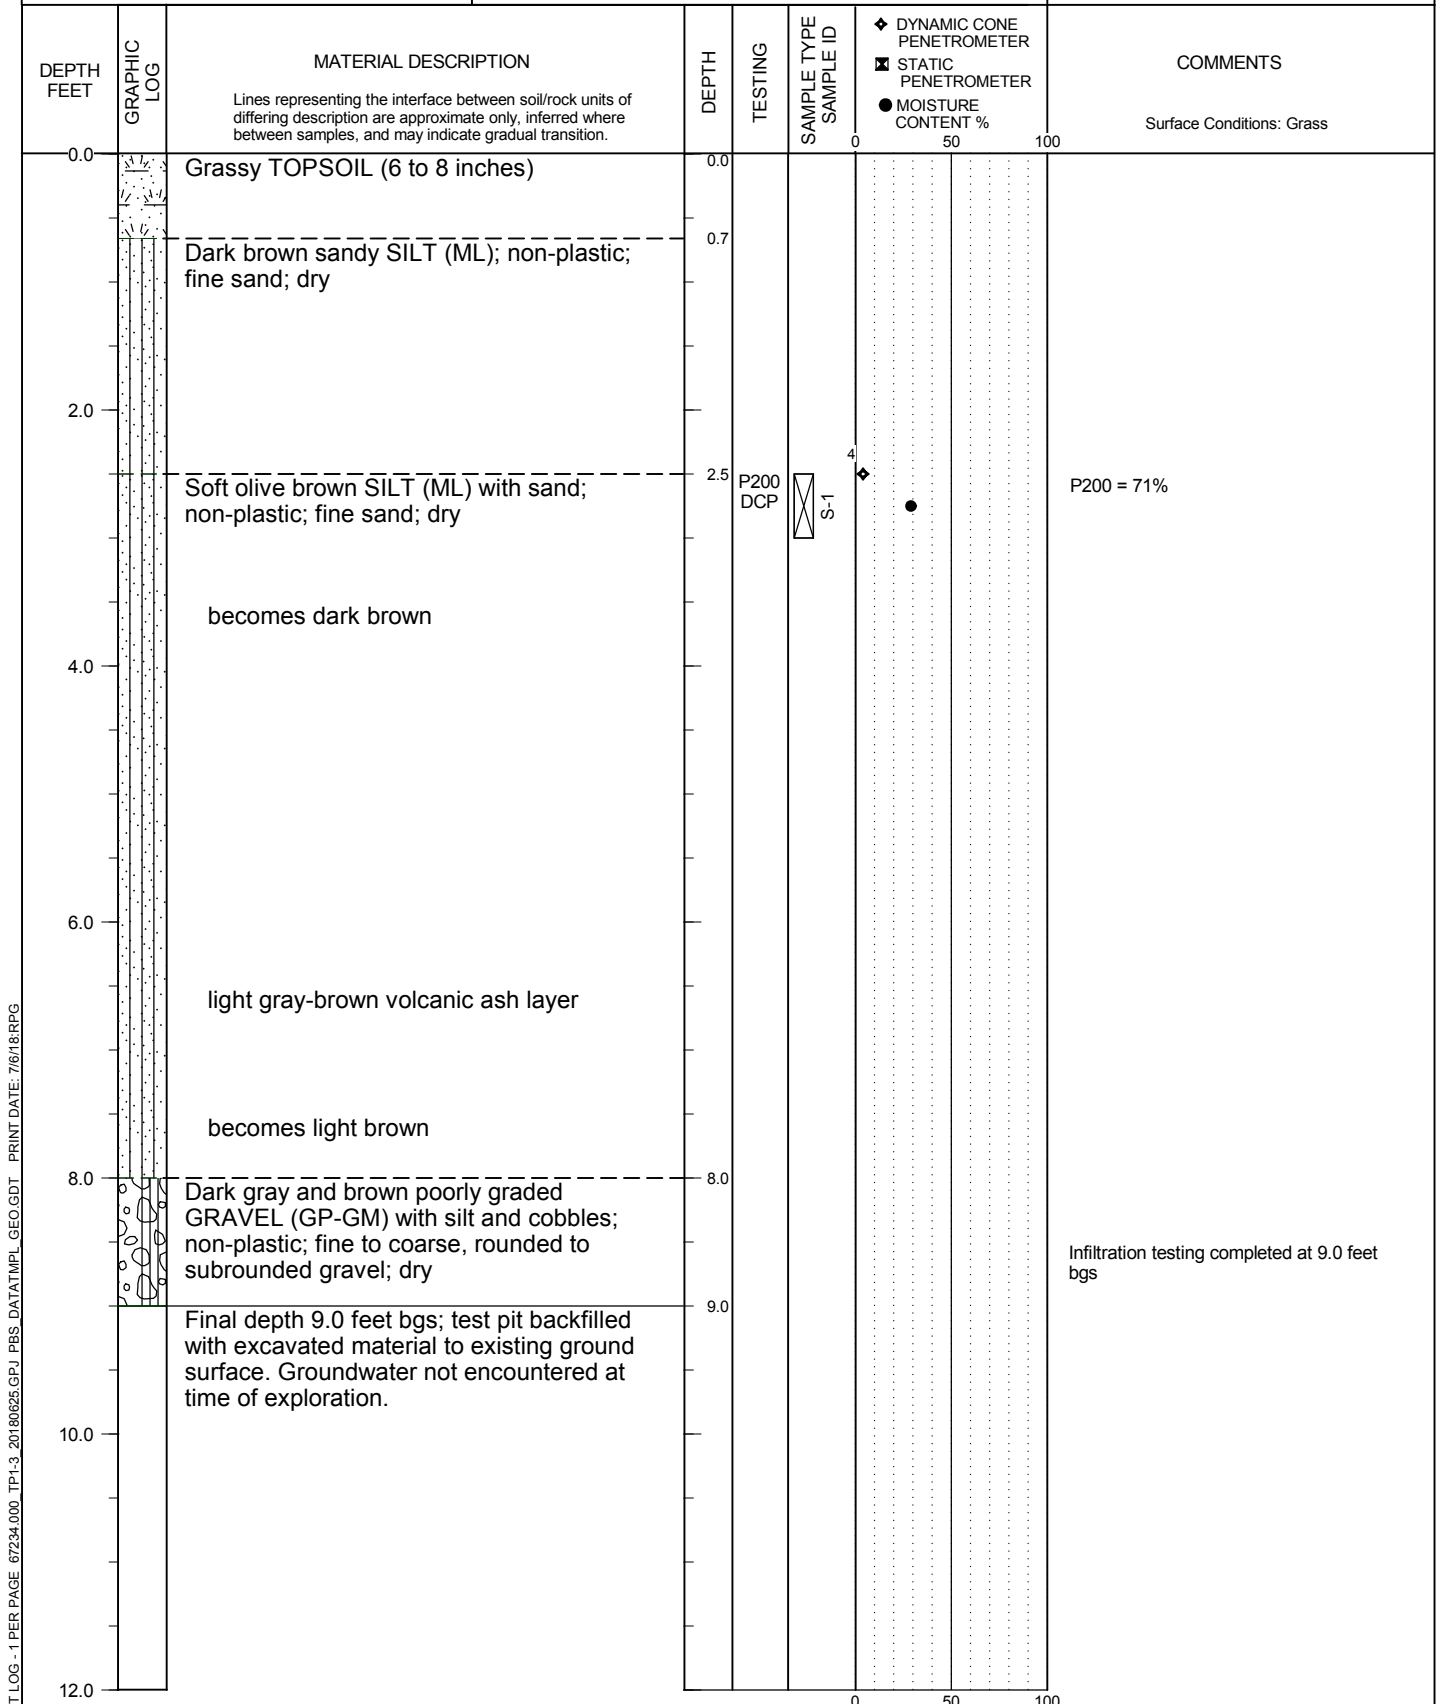 DEPTH
FEET
GRAPHIC
LOG
MATERIAL DESCRIPTION
Lines representing the interface between soil/rock units of
differing description are approximate only, inferred where
between samples, and may indicate gradual transition.
DEPTH
TESTING
SAMPLE TYPE
SAMPLE ID
DYNAMIC CONE
PENETROMETER
STATIC
PENETROMETER
MOISTURE
CONTENT %
0 50 100
COMMENTS
Surface Conditions: Grass
0.0
Grassy TOPSOIL (6 to 8 inches)
0.0
0.7
Dark brown sandy SILT (ML); non-plastic;
fine sand; dry
2.0
4
2.5
Soft olive brown SILT (ML) with sand;
non-plastic; fine sand; dry
P200
DCP
S-1
P200 = 71%
becomes dark brown
4.0
6.0
light gray-brown volcanic ash layer
becomes light brown
8.0
8.0
Dark gray and brown poorly graded
GRAVEL (GP-GM) with silt and cobbles;
non-plastic; fine to coarse, rounded to
subrounded gravel; dry
Infiltration testing completed at 9.0 feet
bgs
9.0
Final depth 9.0 feet bgs; test pit backfilled
with excavated material to existing ground
surface. Groundwater not encountered at
time of exploration.
10.0
12.0
0 50 100
T LOG - 1 PER PAGE 67234.000_TP1-3_20180625.GPJ PBS_DATATMPL_GEO.GDT PRINT DATE: 7/6/18:RPG